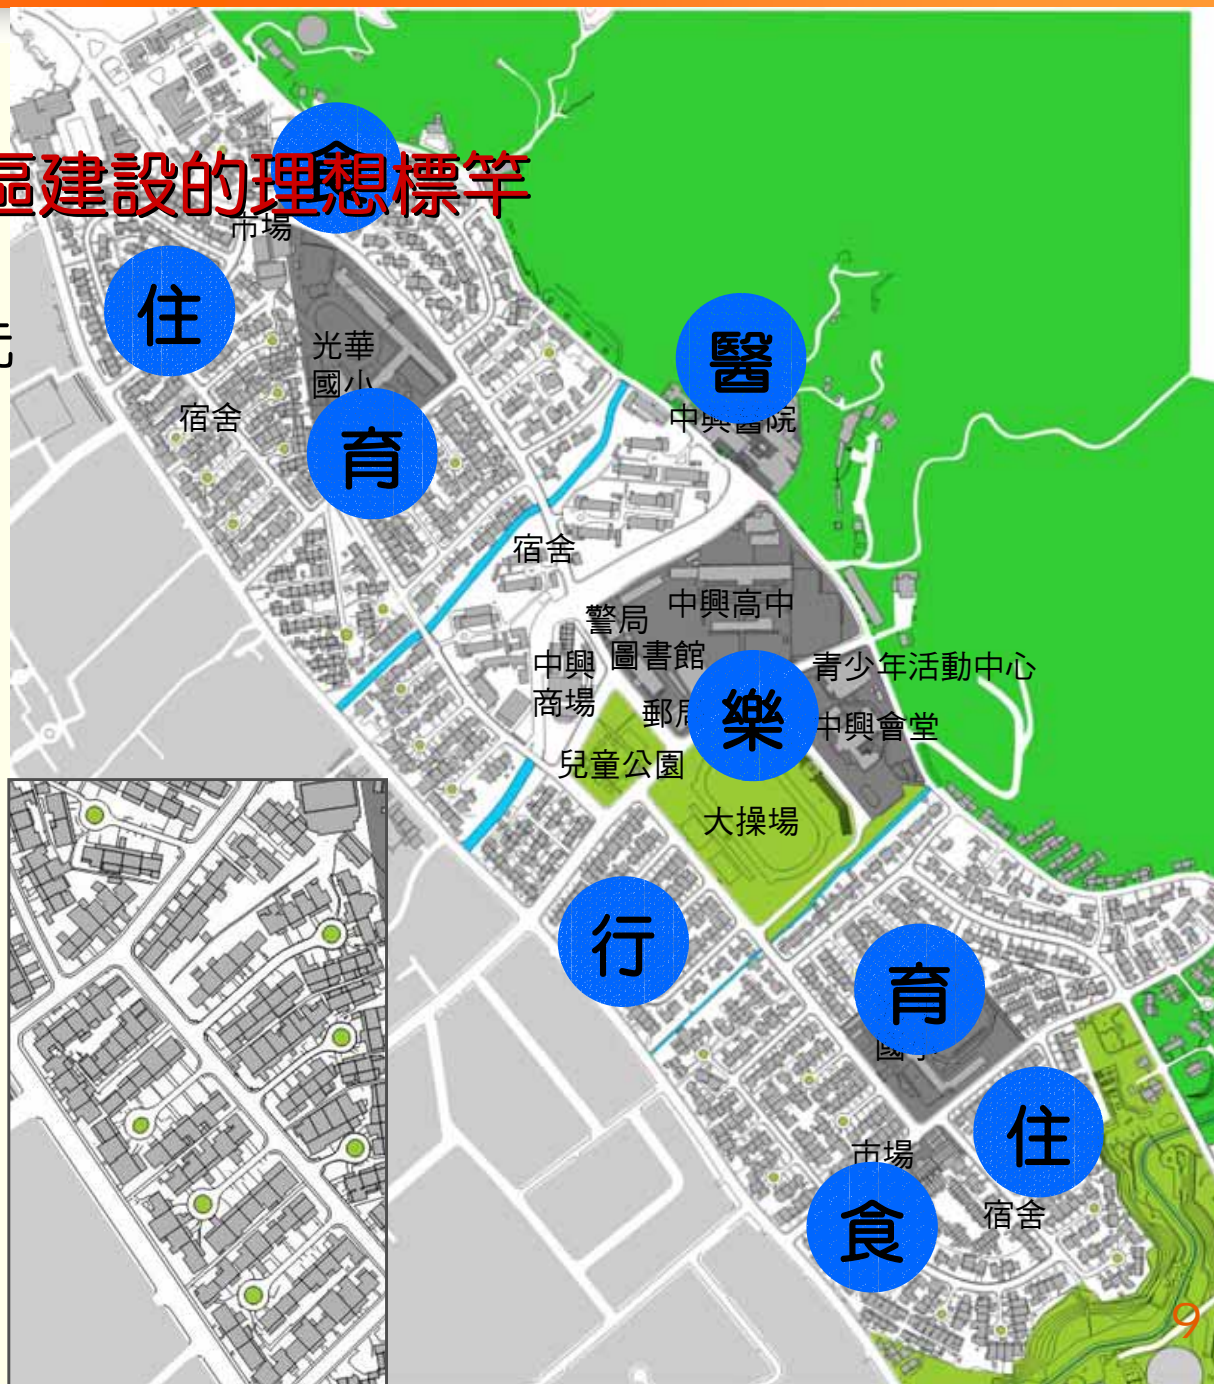 食
區建設的理想標竿
市場
住
光華
國小
醫
中興醫院
宿舍
育
宿舍
中興高中
警局
圖書館
中興
商場
青少年活動中心
樂
郵局
中興會堂
兒童公園
大操場
行
育
國小
住
市場
宿舍
食
9